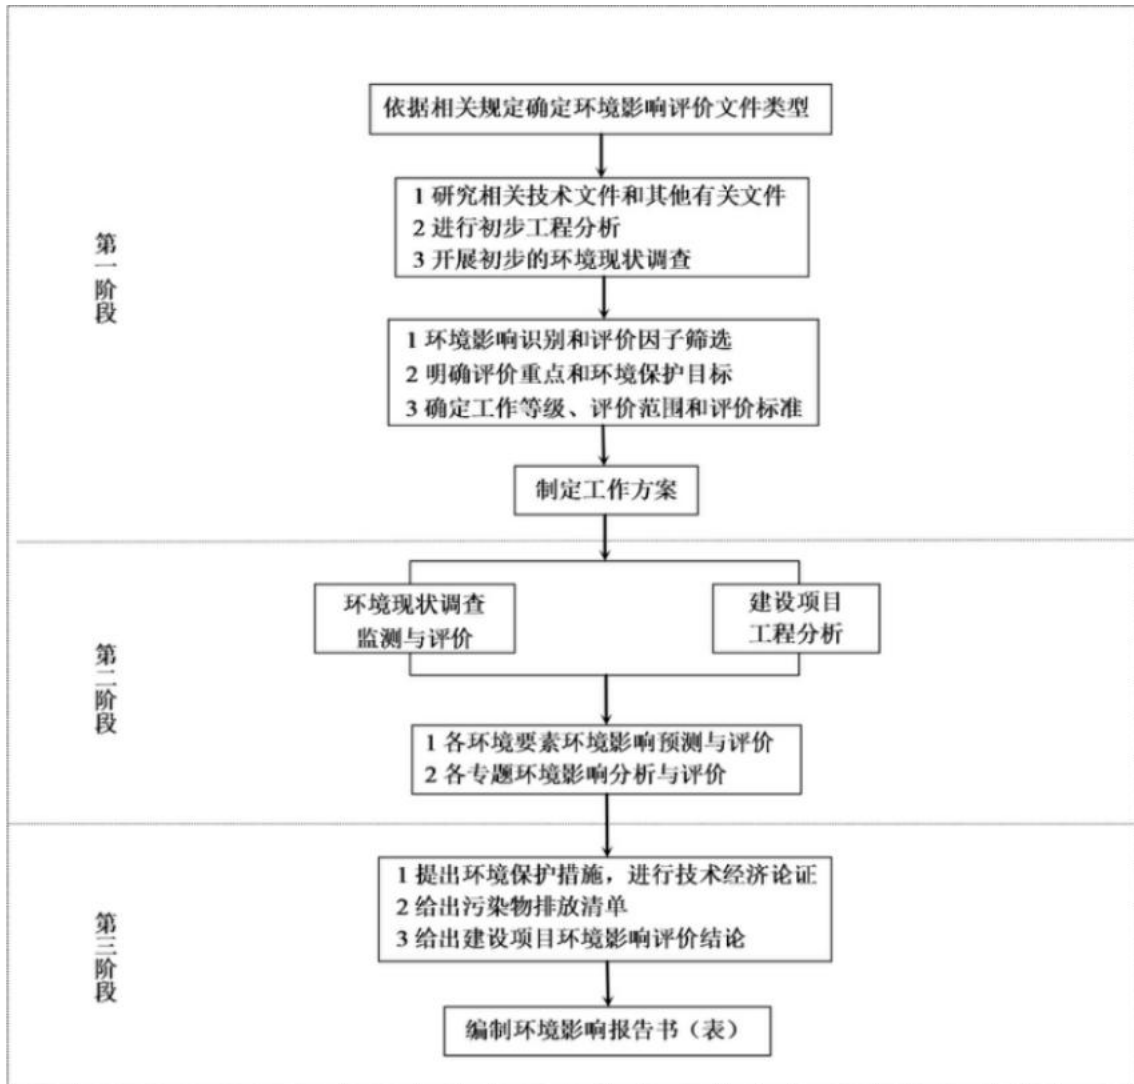 依据相关规定确定环境影响评价文件类型
1 研究相关技术文件和其他有关文件
2 进行初步工程分析
3 开展初步的环境现状调查
第一阶段
1 环境影响识别和评价因子筛选
2 明确评价重点和环境保护目标
3 确定工作等级、评价范围和评价标准
制定工作方案
环境现状调查
监测与评价
建设项目
工程分析
第二阶段
1 各环境要素环境影响预测与评价
2 各专题环境影响分析与评价
1 提出环境保护措施，进行技术经济论证
2 给出污染物排放清单
3 给出建设项目环境影响评价结论
第三阶段
编制环境影响报告书（表）